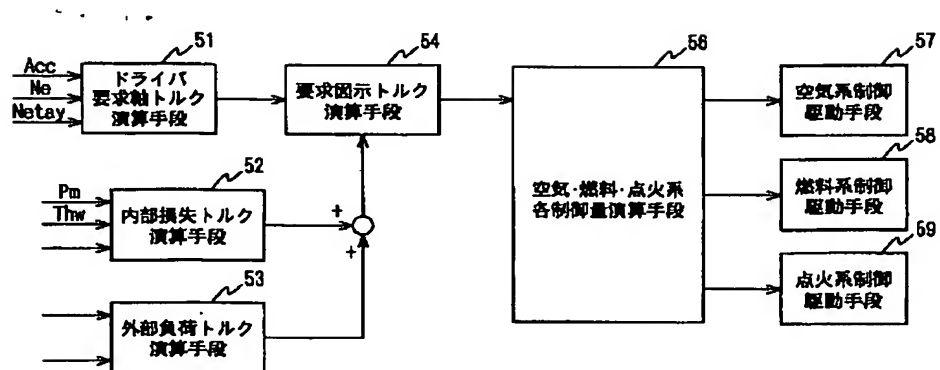 51
ドライバ
要求軸トルク
演算手段
Acc
Ne
Netay
54
要求図示トルク
演算手段
56
空気・燃料・点火系
各制御量演算手段
57
空気系制御
駆動手段
58
燃料系制御
駆動手段
59
点火系制御
駆動手段
52
内部損失トルク
演算手段
Pm
Thw
+
+
53
外部負荷トルク
演算手段